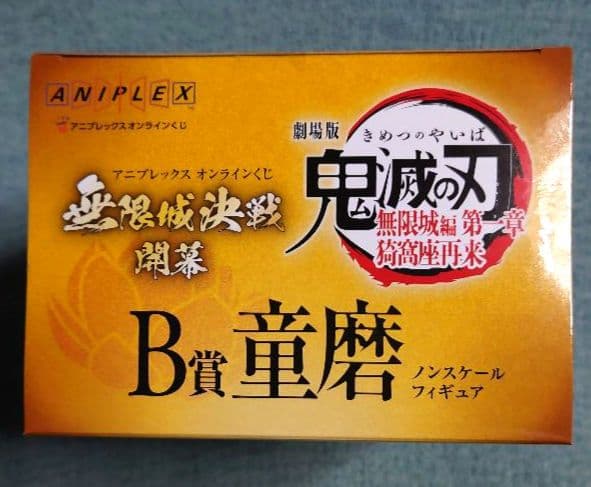 ANIPLEX
アニプレックスオンラインくじ
アニプレックス オンラインくじ
無限城決戦
開幕
劇場版
きめつのやいば
鬼滅の刃
無限城編 第一章
猗窩座再来
B賞 童磨
ノンスケール
フィギュア